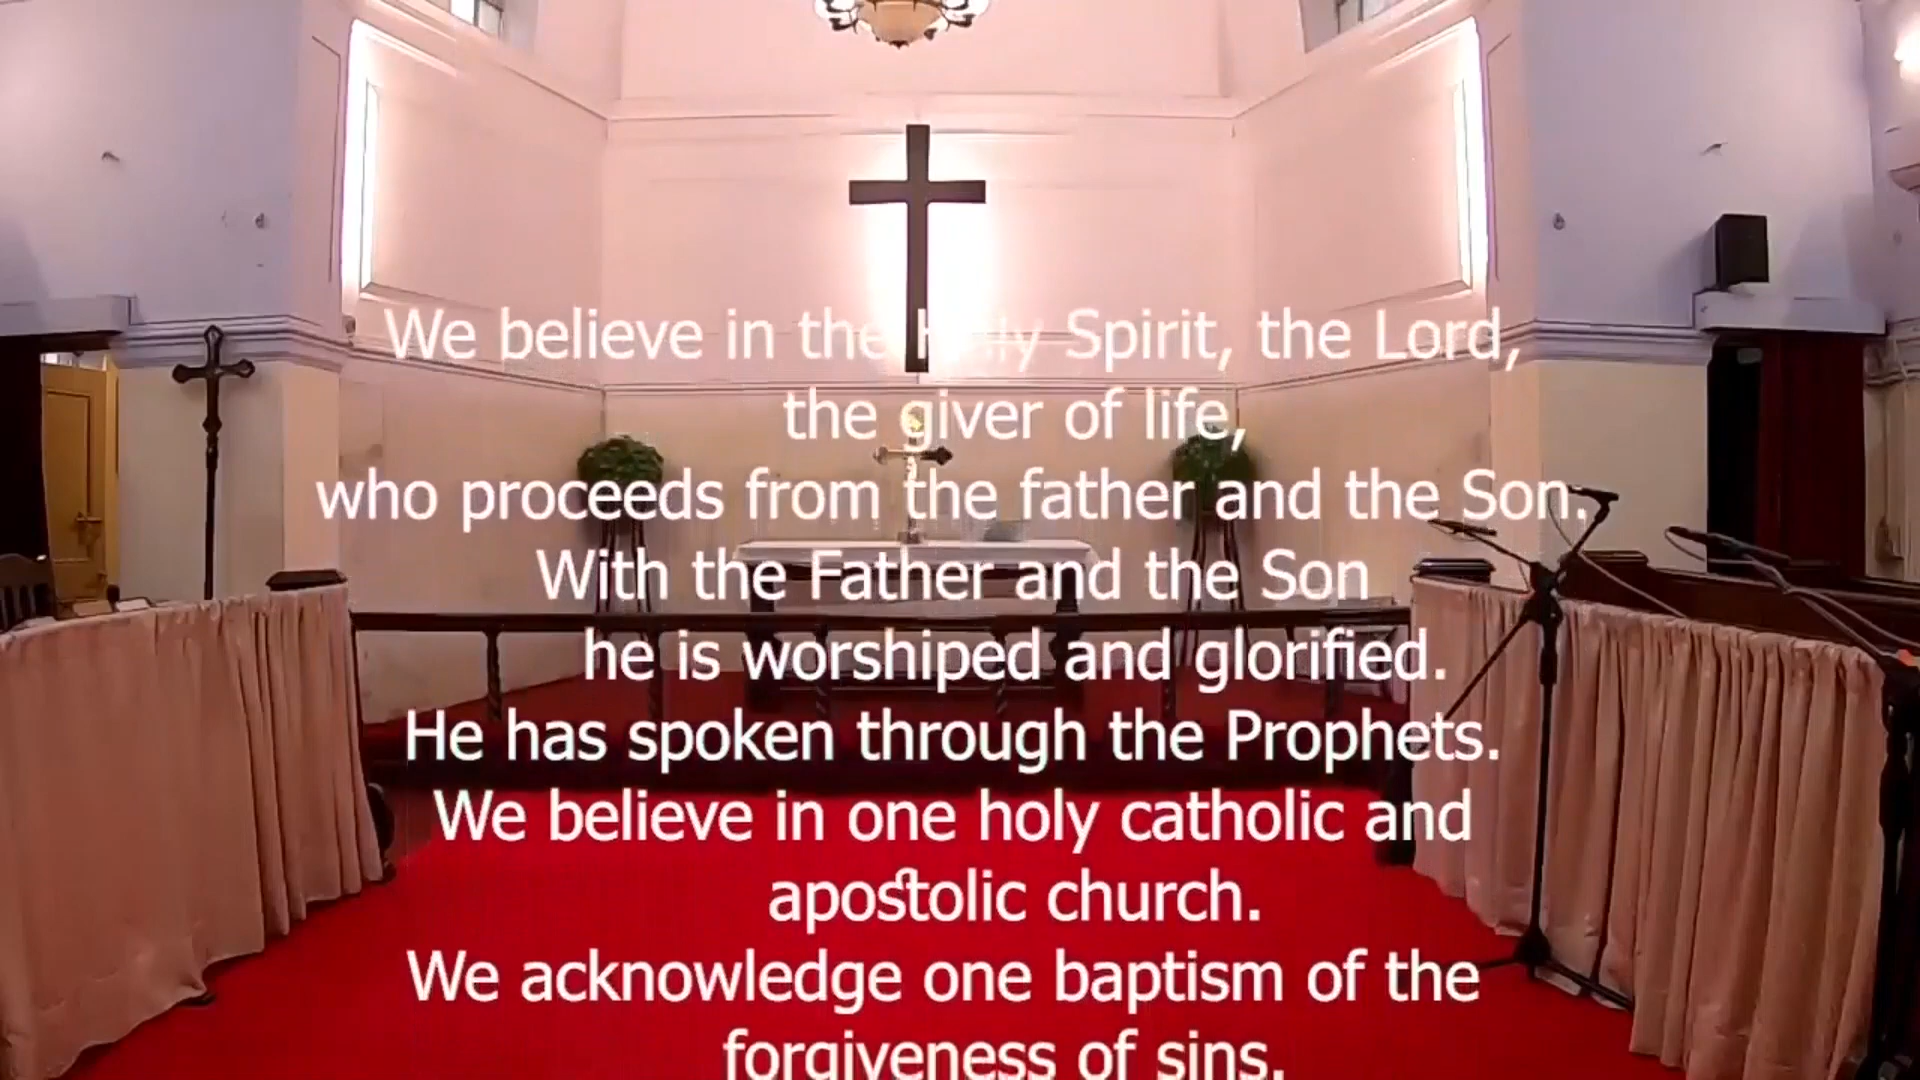 We believe in the Holy Spirit, the Lord,
the giver of life,
who proceeds from the father and the Son.
With the Father and the Son
he is worshiped and glorified.
He has spoken through the Prophets.
We believe in one holy catholic and
apostolic church.
We acknowledge one baptism of the
forgiveness of sins.